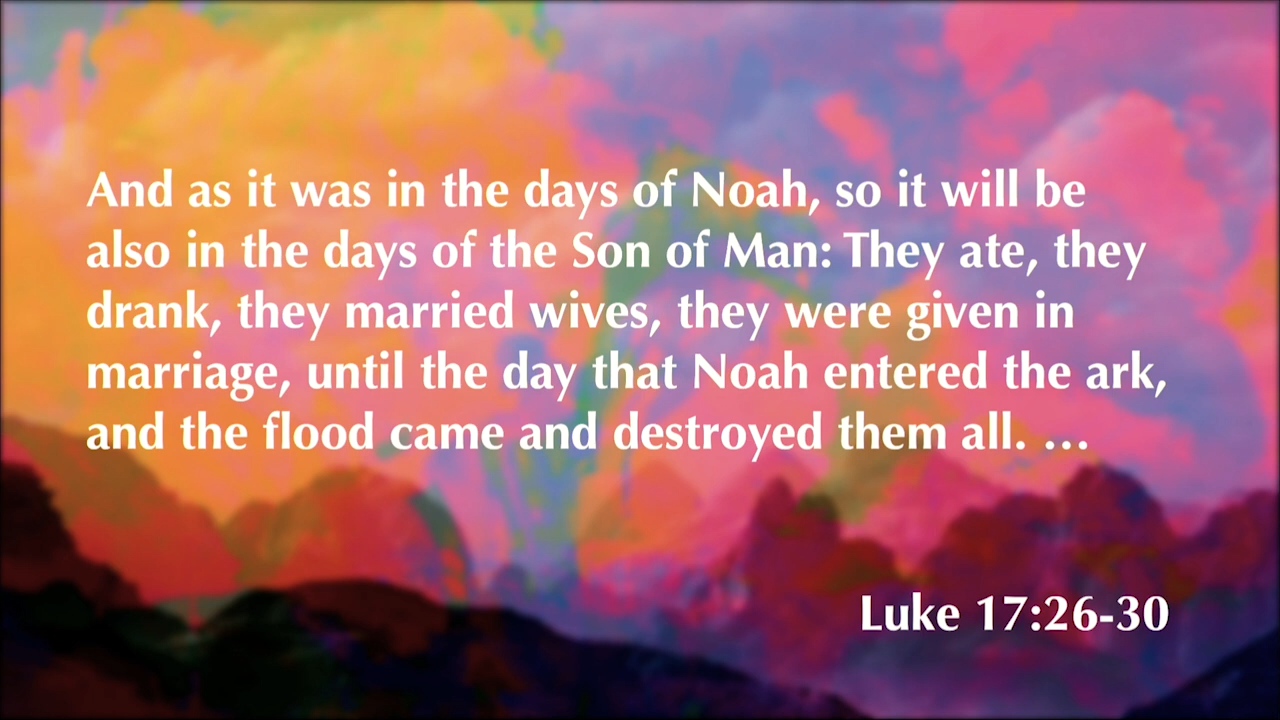 And as it was in the days of Noah, so it will be
also in the days of the Son of Man: They ate, they
drank, they married wives, they were given in
marriage, until the day that Noah entered the ark,
and the flood came and destroyed them all. …
Luke 17:26-30